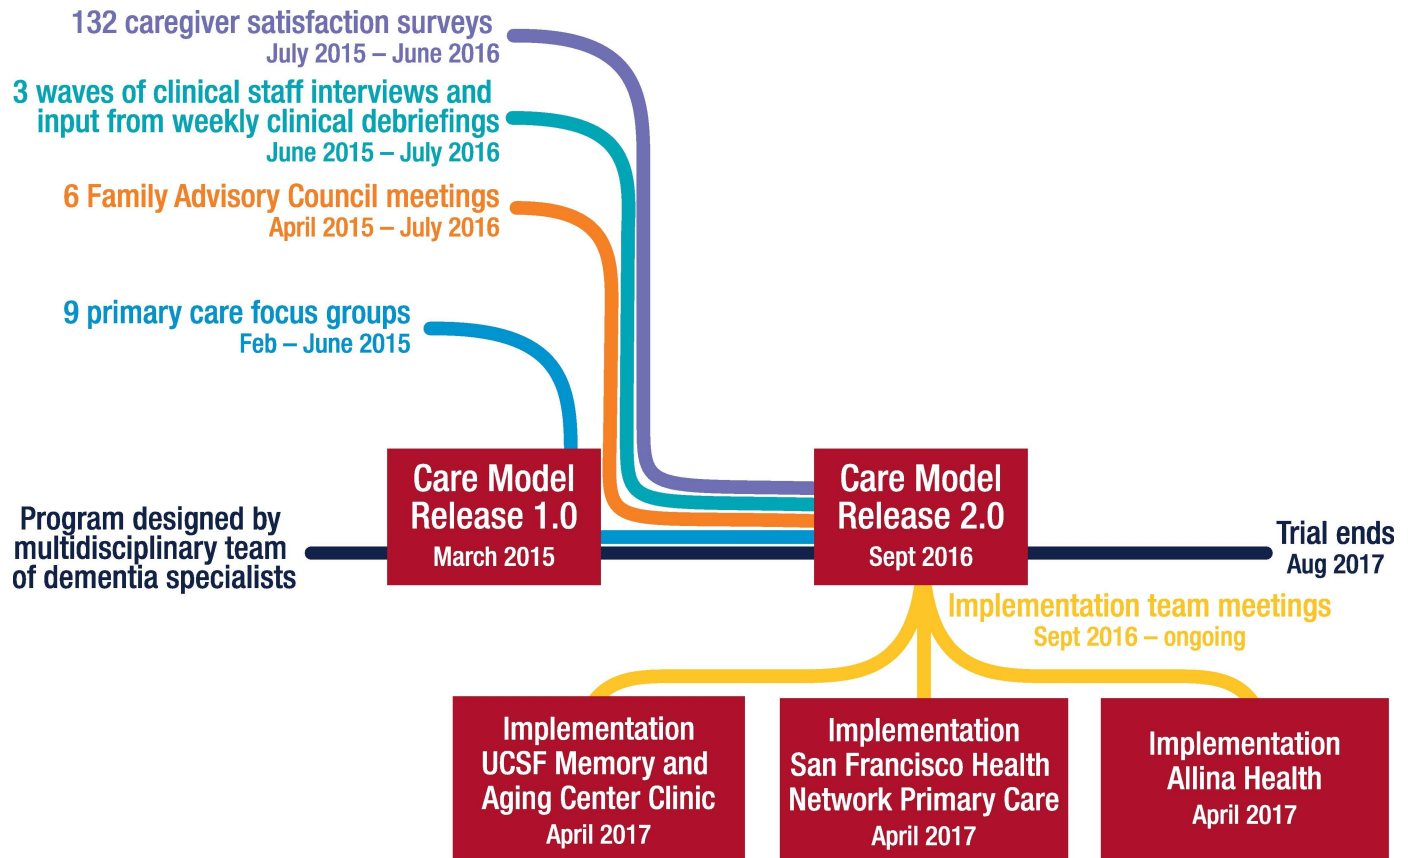 132 caregiver satisfaction surveys
July 2015 – June 2016
3 waves of clinical staff interviews and
input from weekly clinical debriefings
June 2015 – July 2016
6 Family Advisory Council meetings
April 2015 – July 2016
9 primary care focus groups
Feb – June 2015
Program designed by
multidisciplinary team
of dementia specialists
Care Model
Release 1.0
March 2015
Care Model
Release 2.0
Sept 2016
Trial ends
Aug 2017
Implementation team meetings
Sept 2016 – ongoing
Implementation
UCSF Memory and
Aging Center Clinic
April 2017
Implementation
San Francisco Health
Network Primary Care
April 2017
Implementation
Allina Health
April 2017